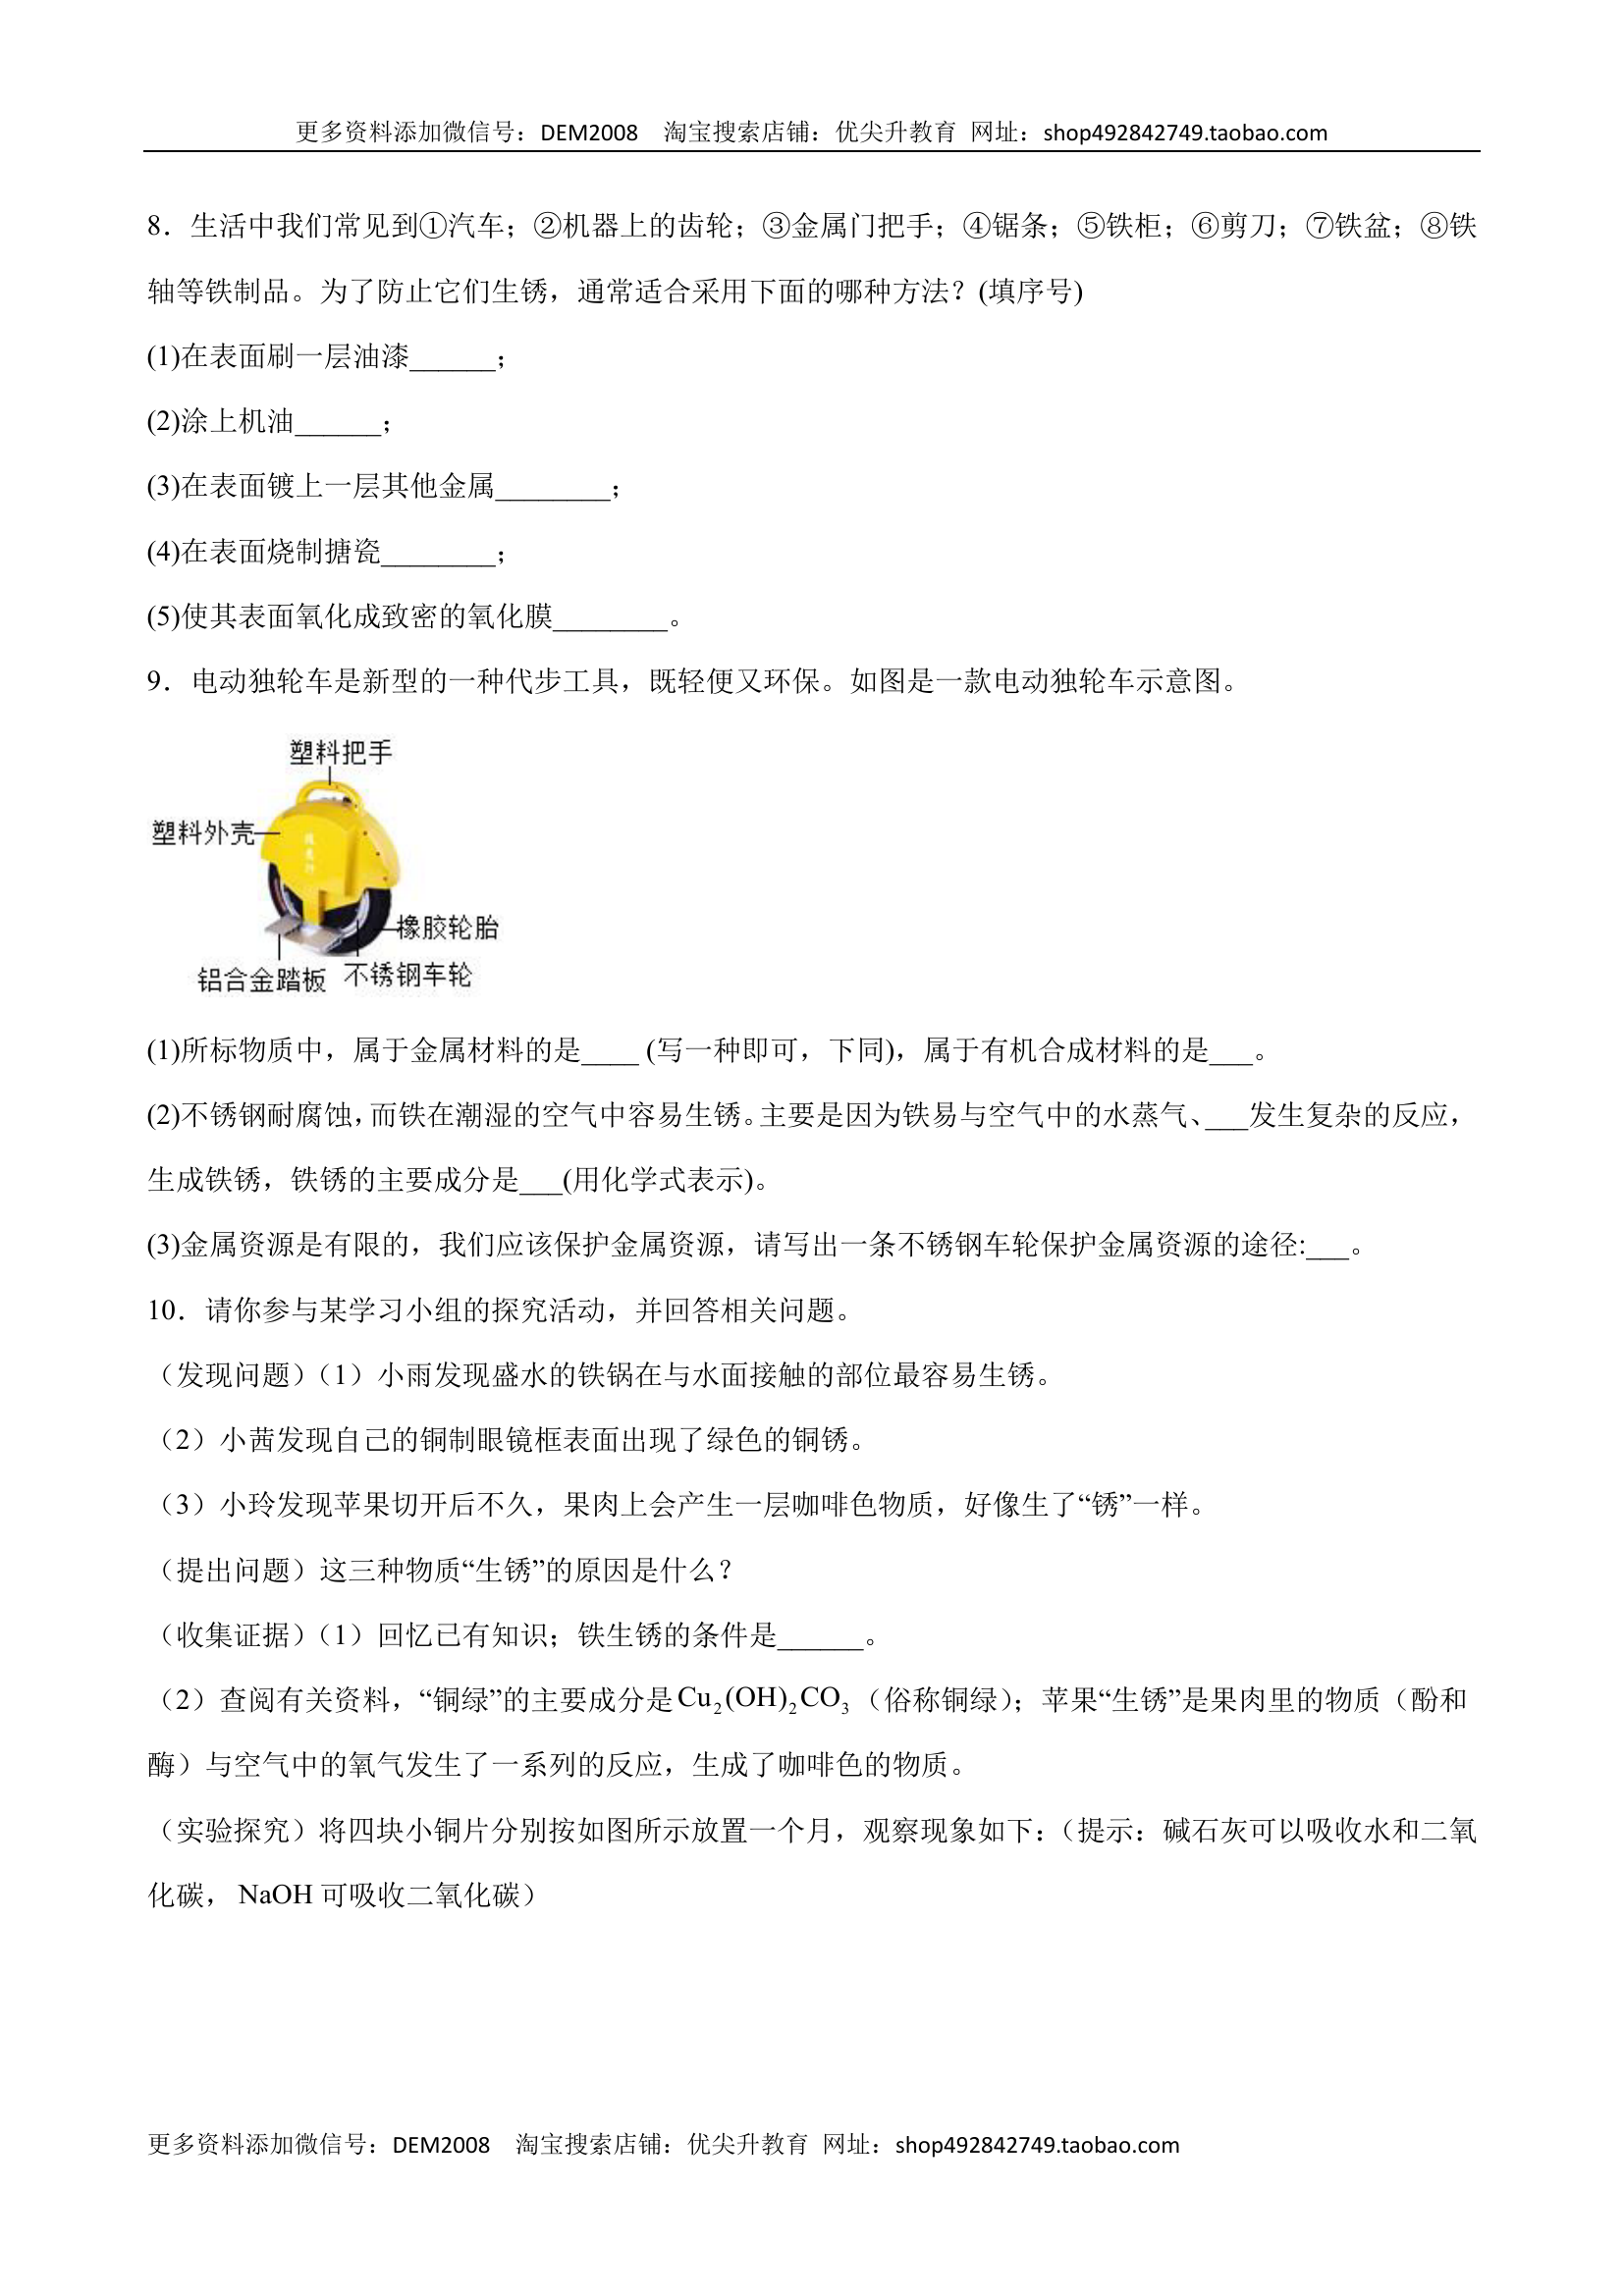 更多资料添加微信号：DEM2008 淘宝搜索店铺：优尖升教育 网址：shop492842749.taobao.com
8．生活中我们常见到①汽车；②机器上的齿轮；③金属门把手；④锯条；⑤铁柜；⑥剪刀；⑦铁盆；⑧铁
轴等铁制品。为了防止它们生锈，通常适合采用下面的哪种方法？(填序号)
(1)在表面刷一层油漆______；
(2)涂上机油______；
(3)在表面镀上一层其他金属________；
(4)在表面烧制搪瓷________；
(5)使其表面氧化成致密的氧化膜________。
9．电动独轮车是新型的一种代步工具，既轻便又环保。如图是一款电动独轮车示意图。
塑料把手
塑料外壳
橡胶轮胎
铝合金踏板
不锈钢车轮
(1)所标物质中，属于金属材料的是____ (写一种即可，下同)，属于有机合成材料的是___。
(2)不锈钢耐腐蚀，而铁在潮湿的空气中容易生锈。主要是因为铁易与空气中的水蒸气、___发生复杂的反应，
生成铁锈，铁锈的主要成分是___(用化学式表示)。
(3)金属资源是有限的，我们应该保护金属资源，请写出一条不锈钢车轮保护金属资源的途径:___。
10．请你参与某学习小组的探究活动，并回答相关问题。
（发现问题）（1）小雨发现盛水的铁锅在与水面接触的部位最容易生锈。
（2）小茜发现自己的铜制眼镜框表面出现了绿色的铜锈。
（3）小玲发现苹果切开后不久，果肉上会产生一层咖啡色物质，好像生了“锈”一样。
（提出问题）这三种物质“生锈”的原因是什么？
（收集证据）（1）回忆已有知识；铁生锈的条件是______。
（2）查阅有关资料，“铜绿”的主要成分是Cu₂(OH)₂CO₃（俗称铜绿）；苹果“生锈”是果肉里的物质（酚和
酶）与空气中的氧气发生了一系列的反应，生成了咖啡色的物质。
（实验探究）将四块小铜片分别按如图所示放置一个月，观察现象如下：（提示：碱石灰可以吸收水和二氧
化碳，NaOH可吸收二氧化碳）
更多资料添加微信号：DEM2008 淘宝搜索店铺：优尖升教育 网址：shop492842749.taobao.com